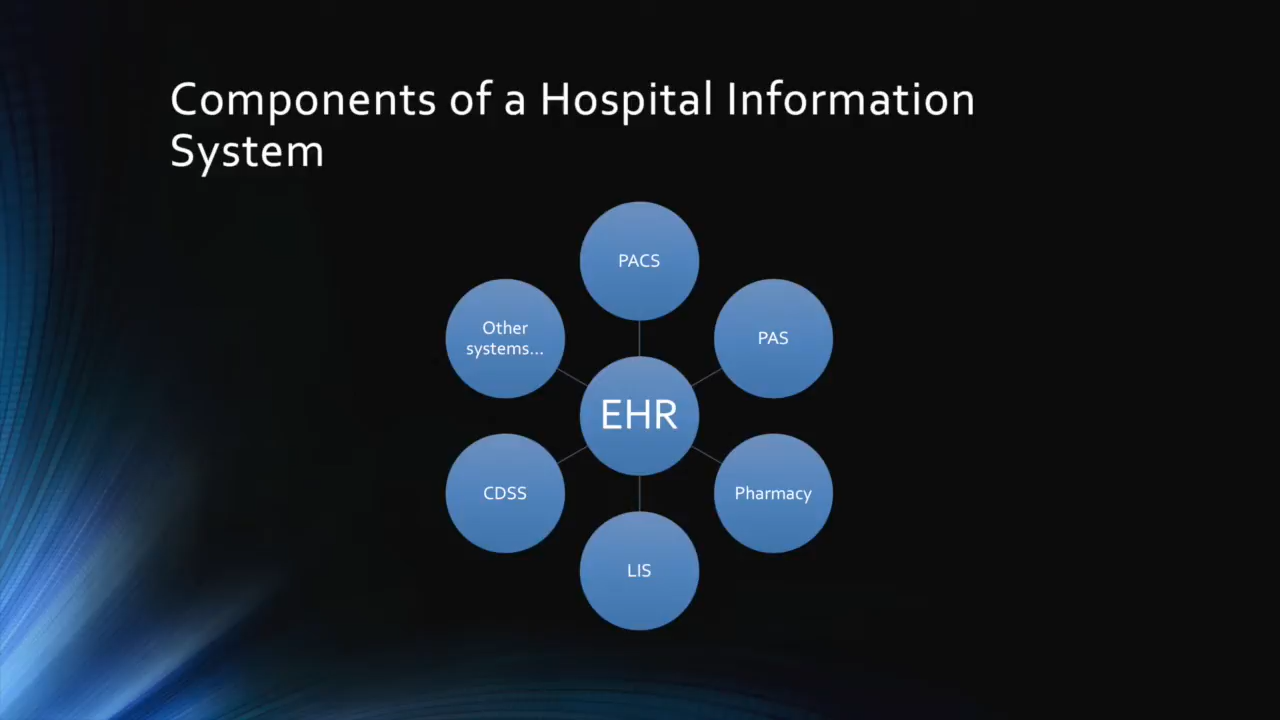 Components of a Hospital Information
System
PACS
PAS
Pharmacy
LIS
CDSS
Other
systems...
EHR